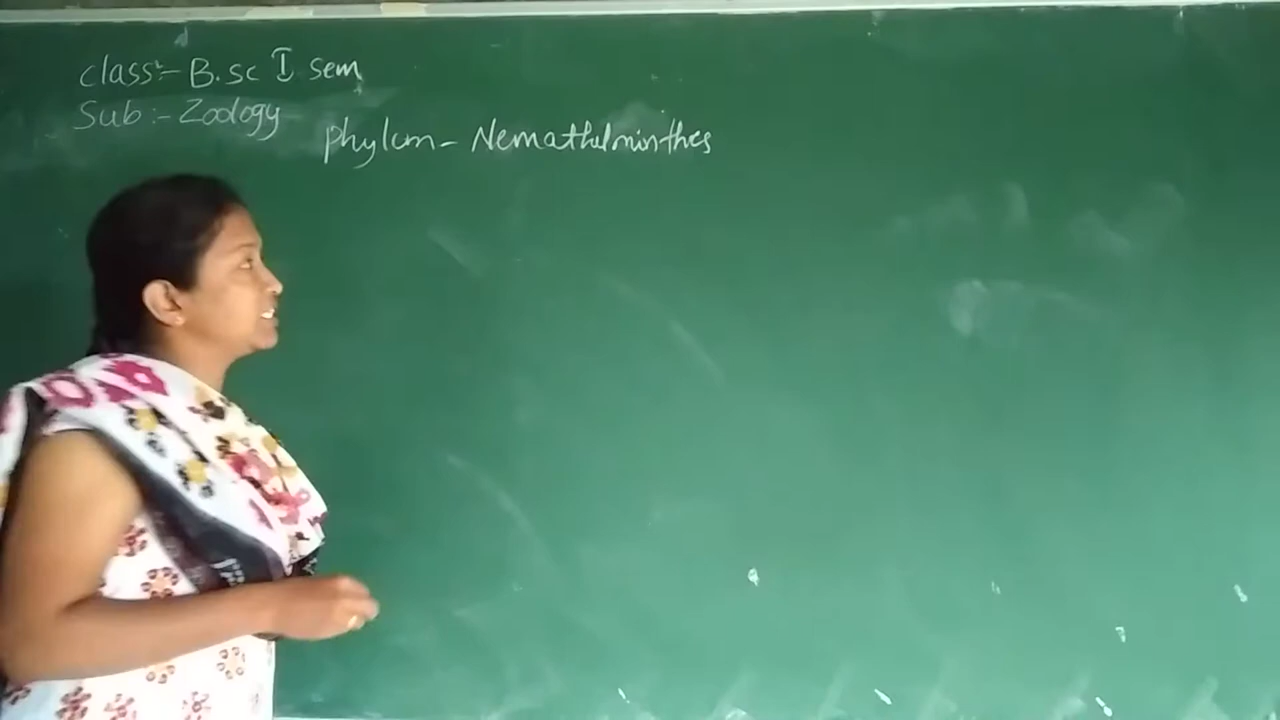 class:- B.sc I sem
Sub :- Zoology
phylum - Nemathelminthes